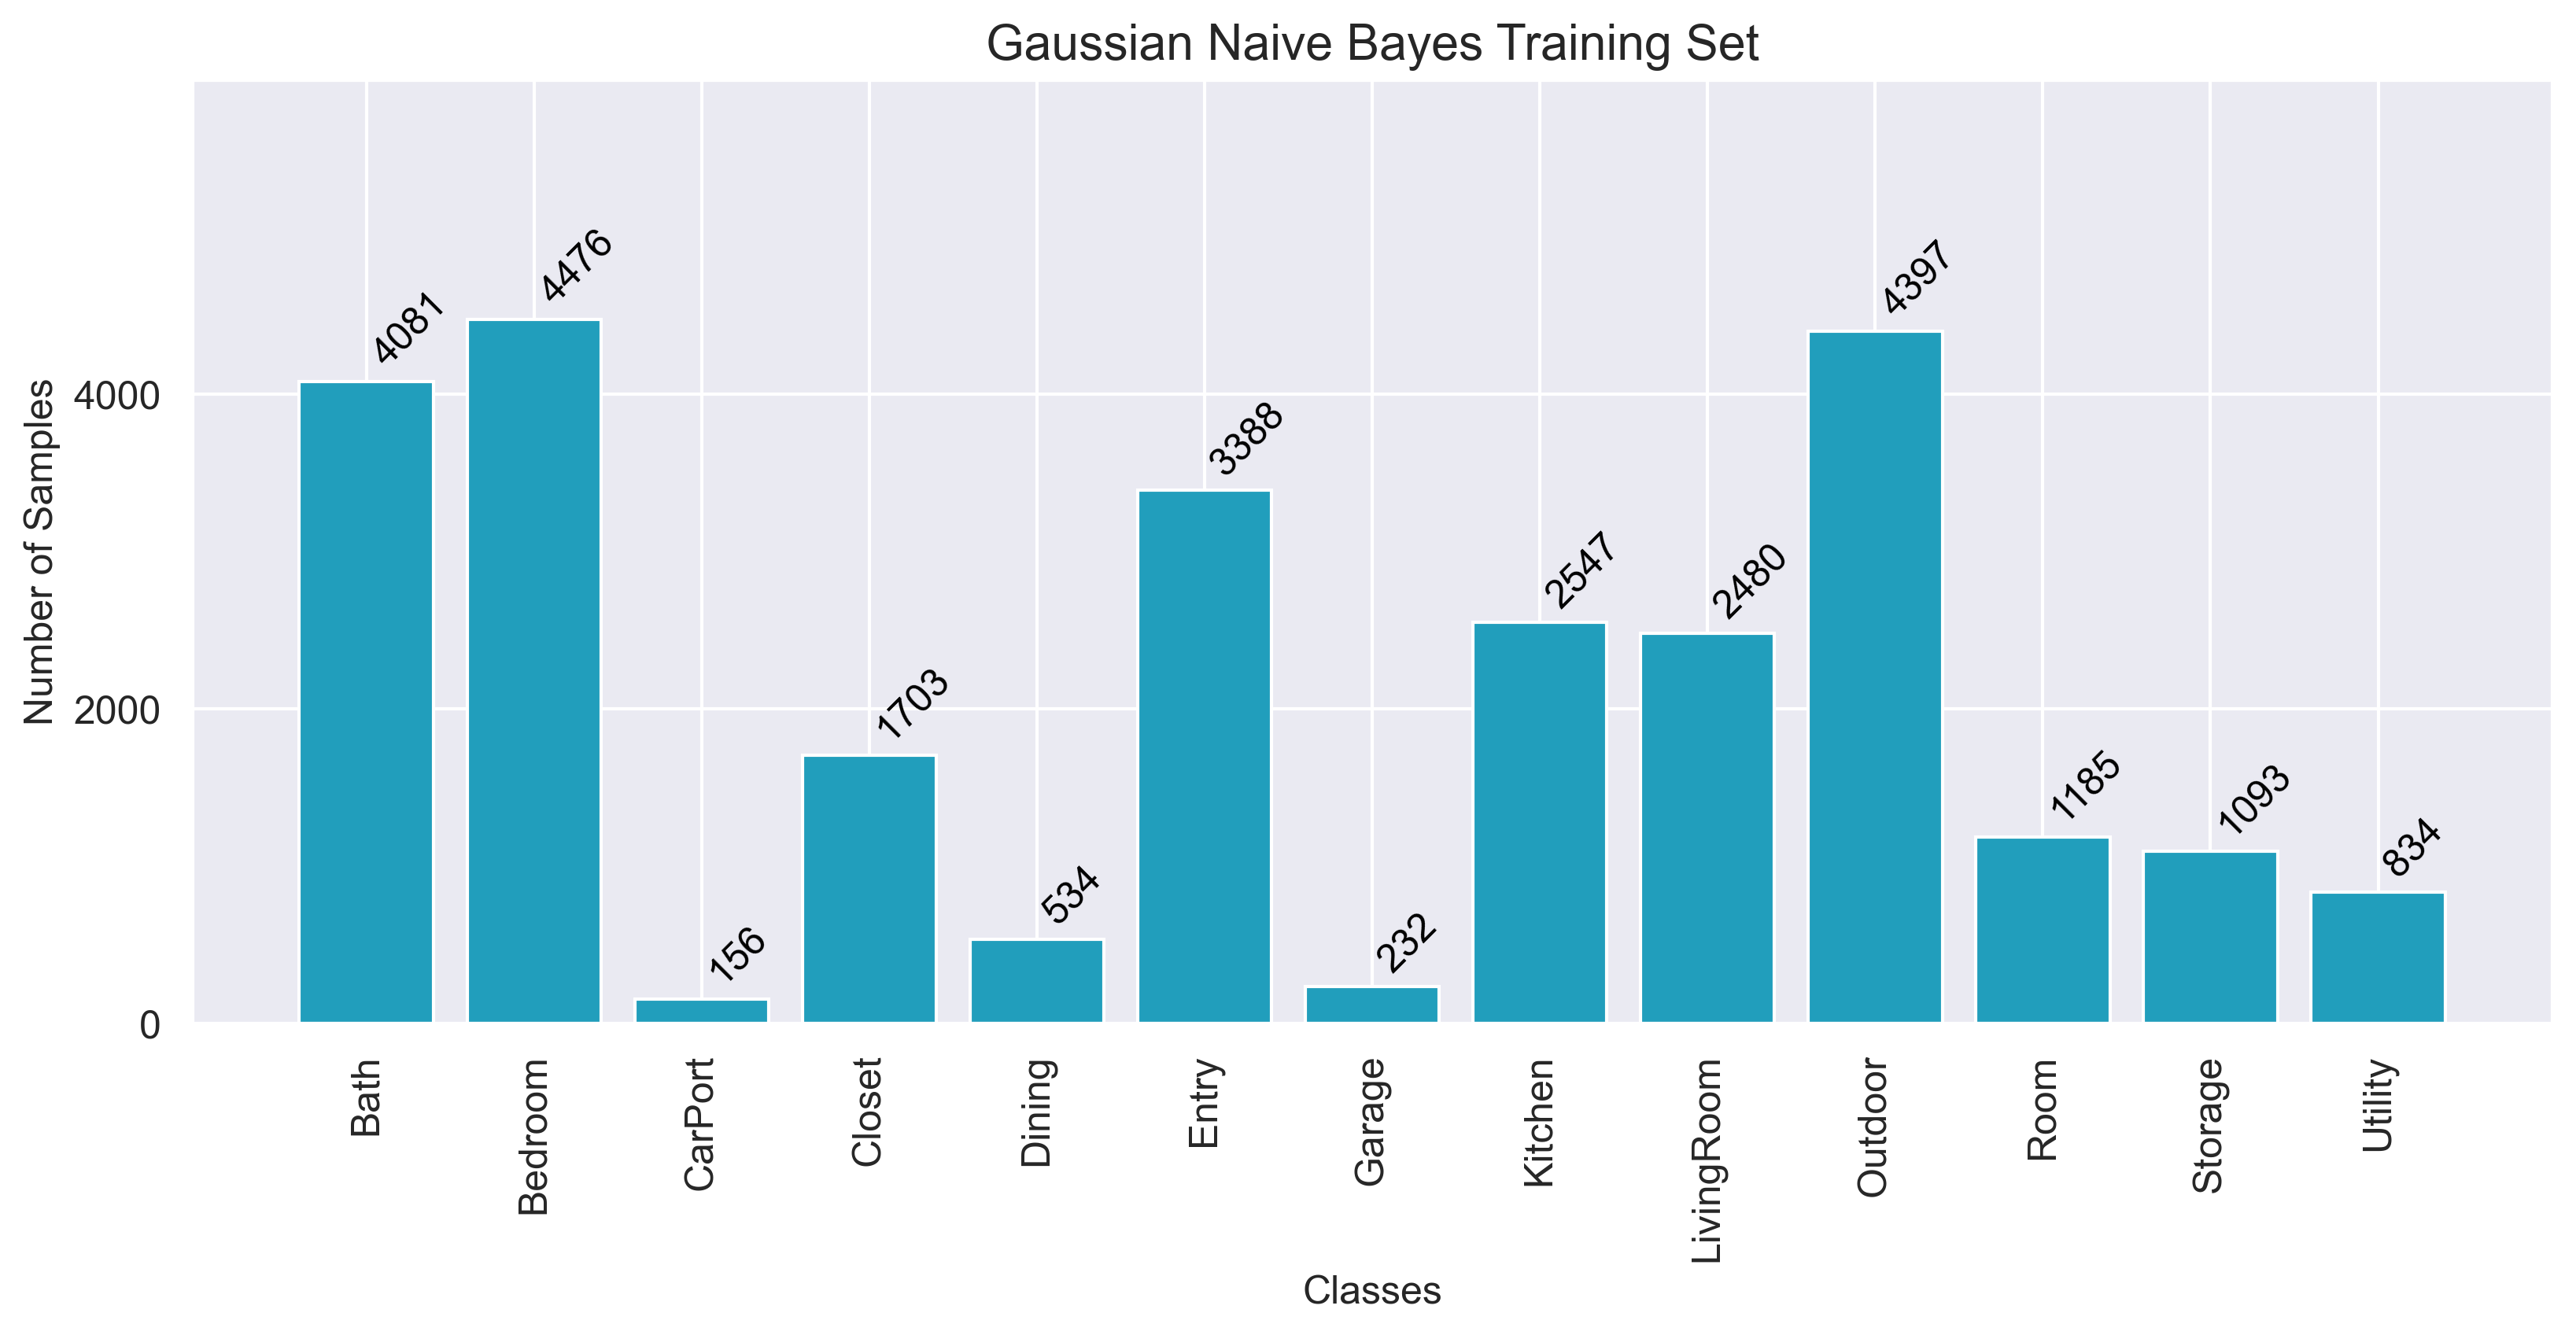 Gaussian Naive Bayes Training Set
Number of Samples
4000
2000
0
4081
4476
156
1703
534
3388
232
2547
2480
4397
1185
1093
834
Bath
Bedroom
CarPort
Closet
Dining
Entry
Garage
Kitchen
LivingRoom
Outdoor
Room
Storage
Utility
Classes